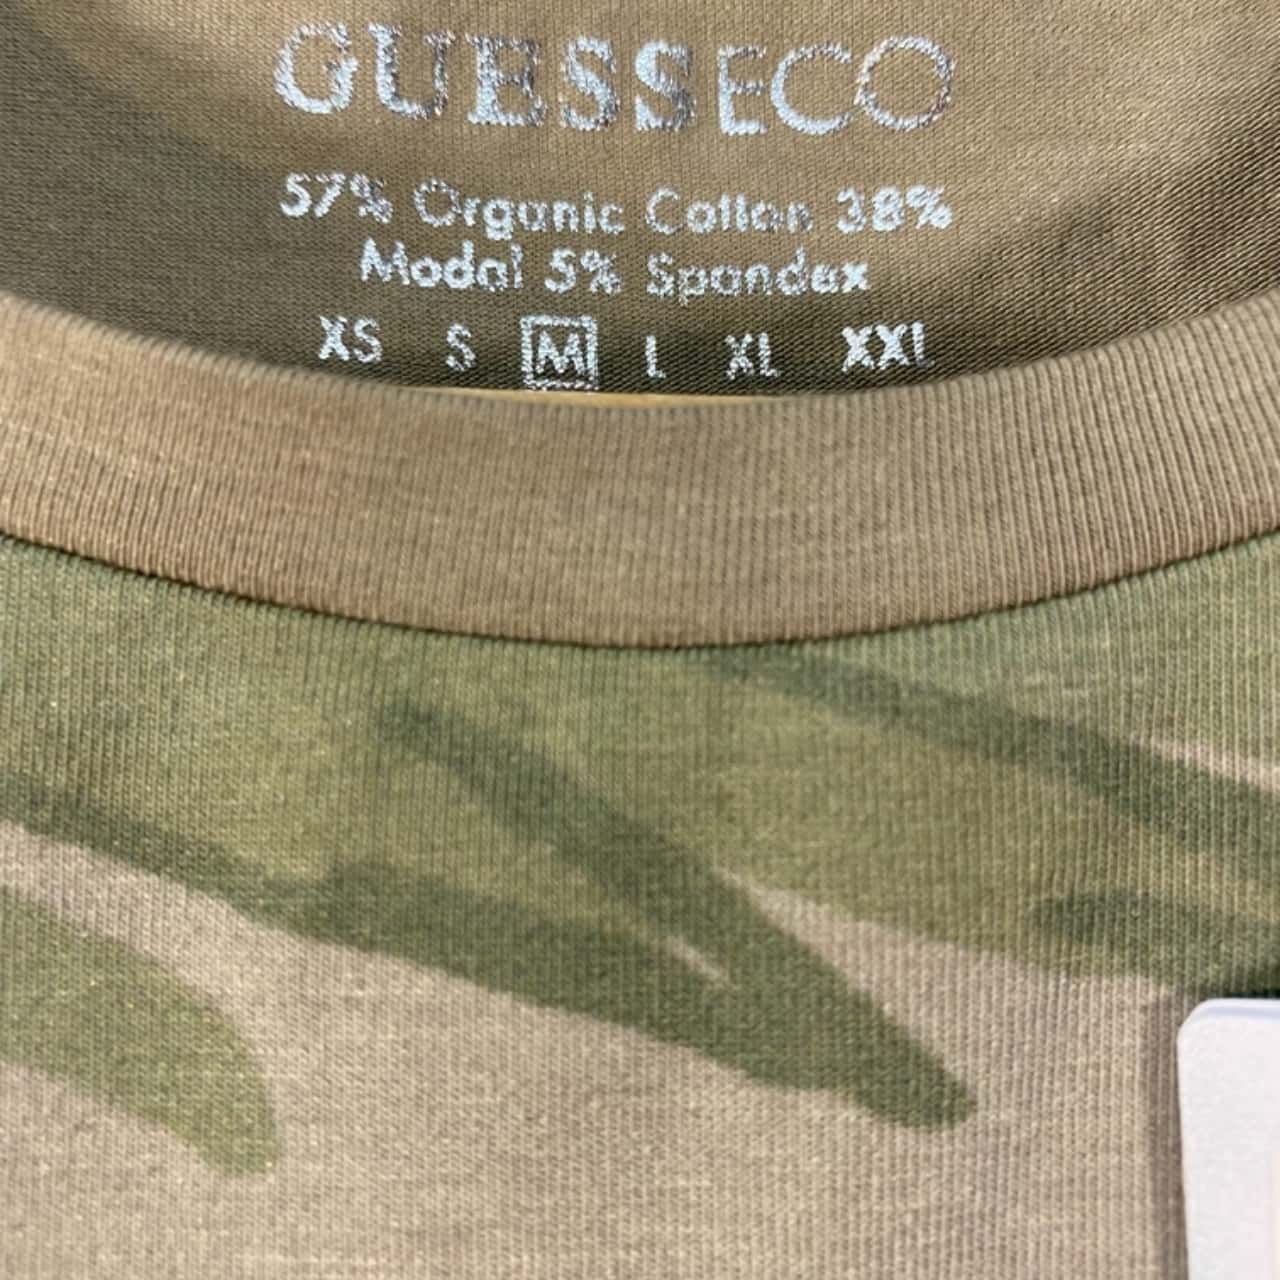 GUESSECO
57% Organic Cotton 38%
Modal 5% Spandex
XS S M L XL XXL